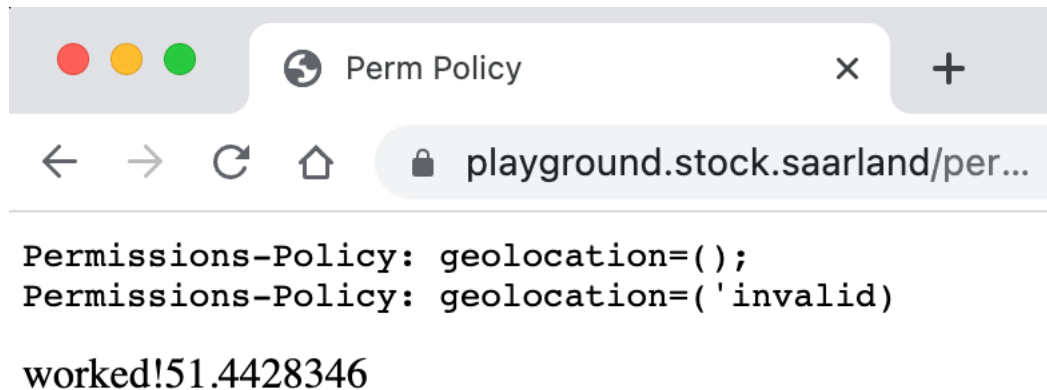 Perm Policy
playground.stock.saarland/per...
Permissions-Policy: geolocation=();
Permissions-Policy: geolocation=('invalid)
worked!51.4428346